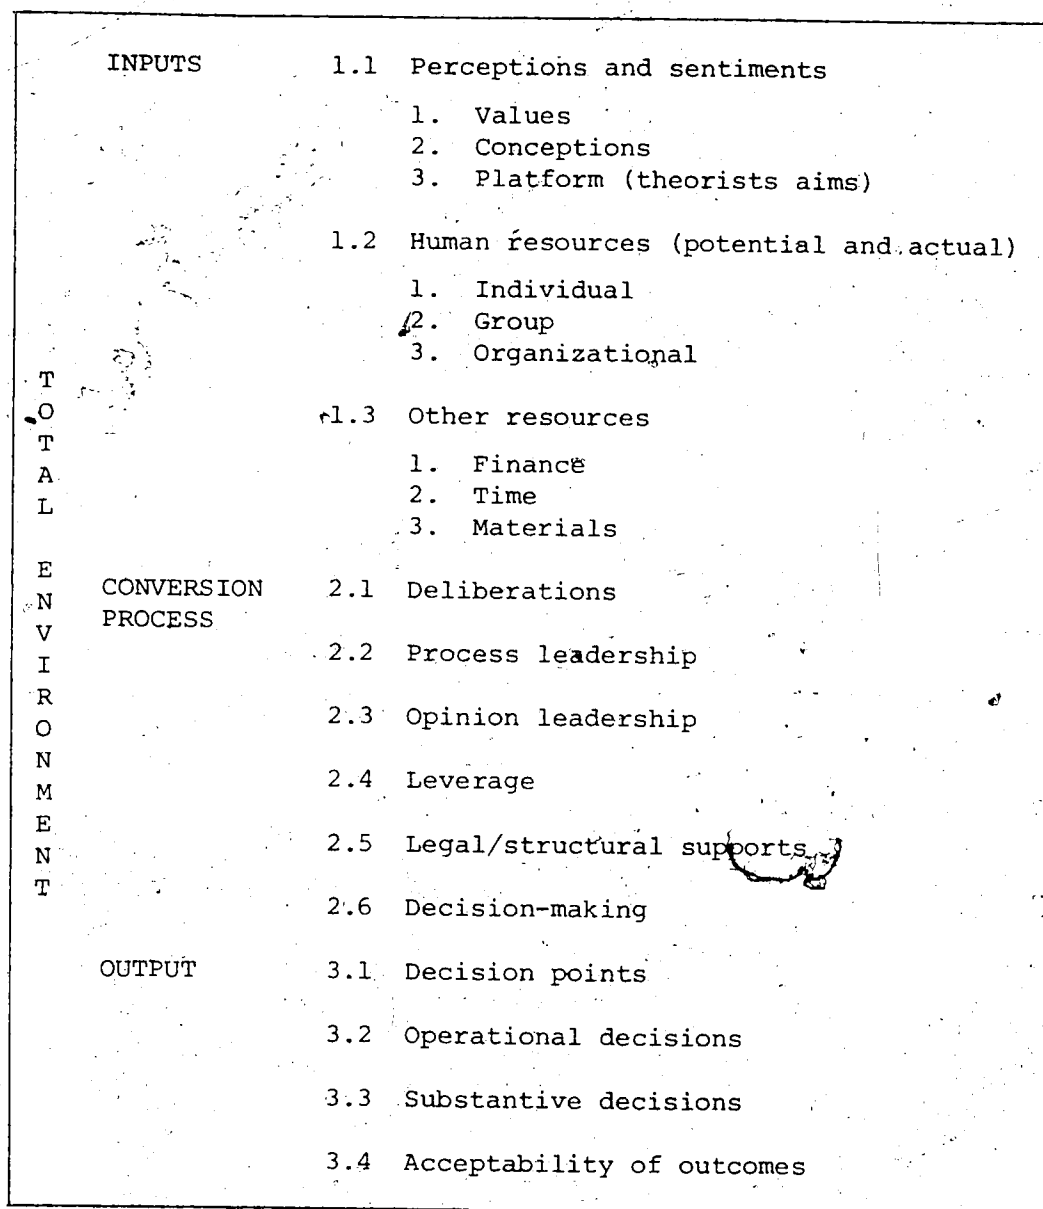 INPUTS 1.1 Perceptions and sentiments
1. Values
2. Conceptions
3. Platform (theorists aims)
1.2 Human resources (potential and actual)
1. Individual
2. Group
3. Organizational
1.3 Other resources
1. Finance
2. Time
3. Materials
TOTAL ENVIRONMENT
CONVERSION 2.1 Deliberations
PROCESS
2.2 Process leadership
2.3 Opinion leadership
2.4 Leverage
2.5 Legal/structural supports
2.6 Decision-making
OUTPUT 3.1 Decision points
3.2 Operational decisions
3.3 Substantive decisions
3.4 Acceptability of outcomes